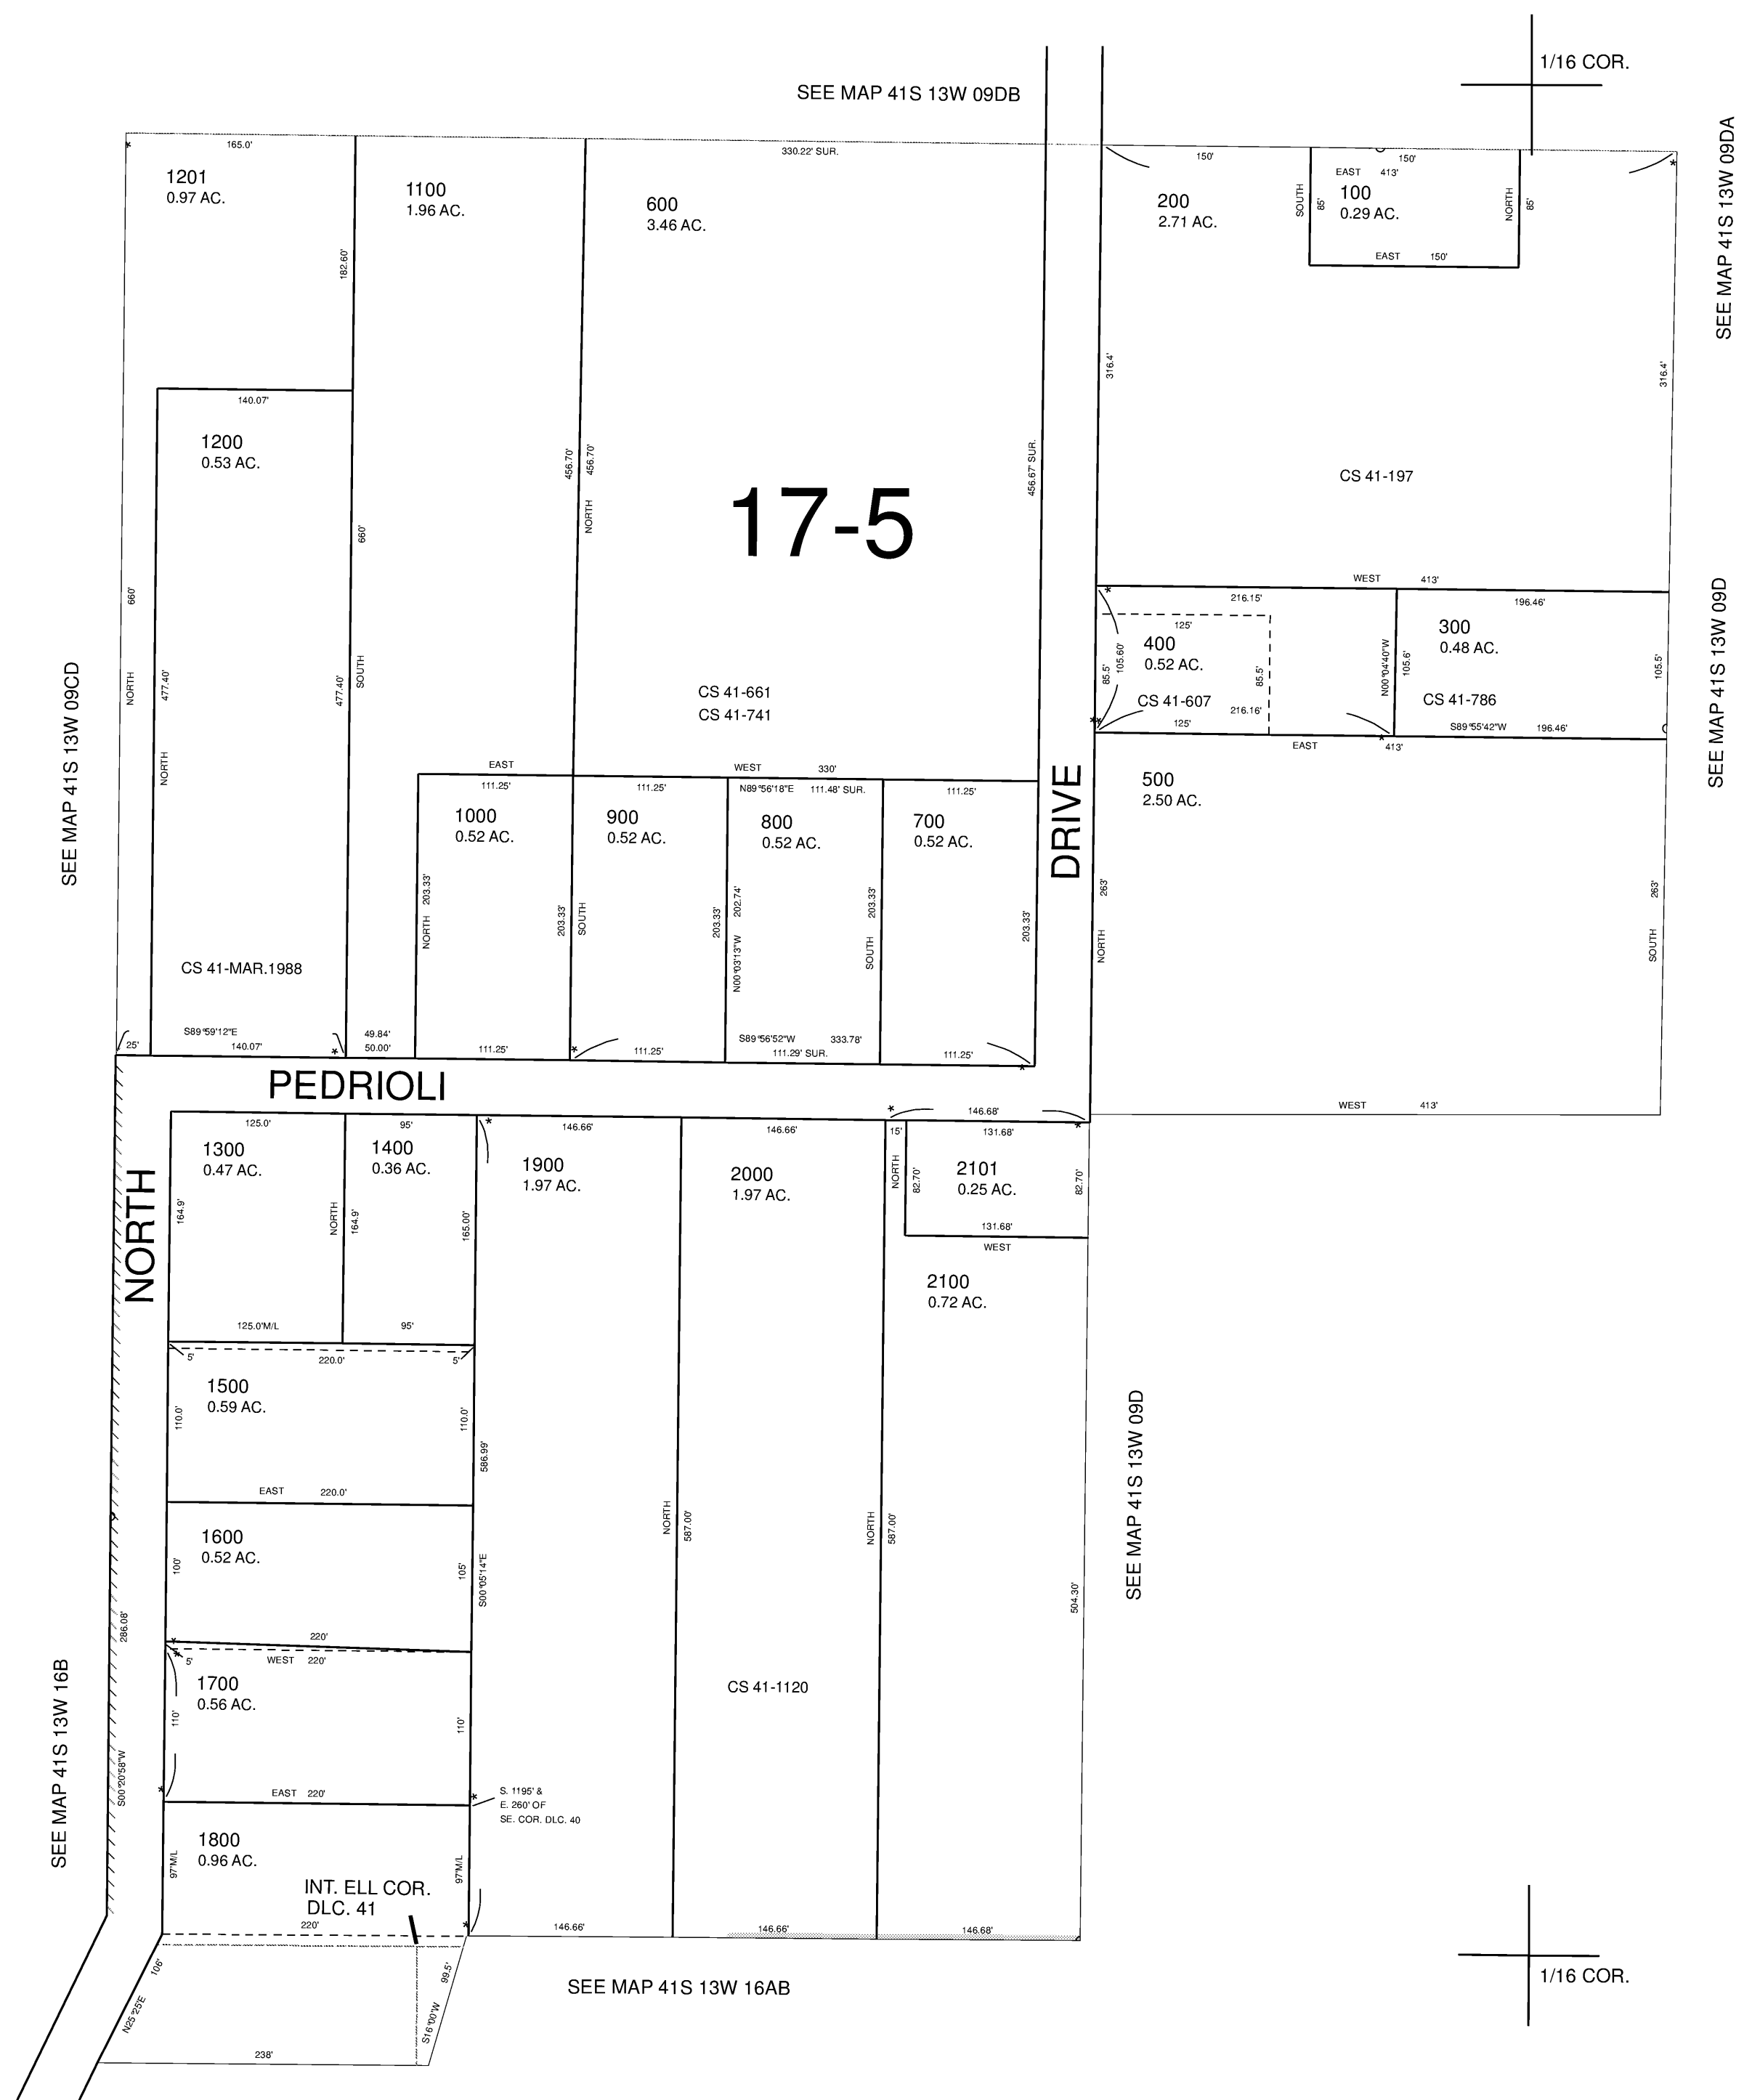 1/16 COR.
SEE MAP 41S 13W 09DB
SEE MAP 41S 13W 09DA
165.0'
330.22' SUR.
150'
150'
EAST 413'
1201
0.97 AC.
1100
1.96 AC.
600
3.46 AC.
200
2.71 AC.
SOUTH
85'
100
0.29 AC.
NORTH
85'
EAST 150'
182.60'
316.4'
316.4'
140.07'
1200
0.53 AC.
456.70'
456.70'
NORTH
456.67' SUR.
CS 41-197
17-5
660'
660'
WEST 413'
216.15'
196.46'
125'
400
0.52 AC.
85.5'
105.60'
85.5'
N00°04'40"W
105.6'
300
0.48 AC.
105.5'
CS 41-607
216.16'
125'
CS 41-786
S89°55'42"W 196.46'
EAST 413'
SEE MAP 41S 13W 09D
SEE MAP 41S 13W 09CD
NORTH
477.40'
NORTH
477.40'
SOUTH
CS 41-661
CS 41-741
EAST
WEST 330'
111.25'
111.25'
N89°56'18"E 111.48' SUR.
111.25'
1000
0.52 AC.
900
0.52 AC.
800
0.52 AC.
700
0.52 AC.
DRIVE
500
2.50 AC.
NORTH 203.33'
203.33'
SOUTH
203.33'
N00°03'13"W 202.74'
SOUTH 203.33'
203.33'
263'
NORTH
263'
SOUTH
CS 41-MAR.1988
S89°59'12"E
25'
140.07'
49.84'
50.00'
111.25'
111.25'
S89°56'52"W 333.78'
111.29' SUR.
111.25'
PEDRIOLI
WEST 413'
146.68'
125.0'
95'
146.66'
146.66'
15'
131.68'
1300
0.47 AC.
1400
0.36 AC.
1900
1.97 AC.
2000
1.97 AC.
2101
0.25 AC.
NORTH
164.9'
NORTH
164.9'
165.00'
NORTH
82.70'
82.70'
131.68'
WEST
2100
0.72 AC.
125.0'M/L
95'
5'
220.0'
5'
1500
0.59 AC.
110.0'
110.0'
586.99'
EAST 220.0'
SEE MAP 41S 13W 09D
1600
0.52 AC.
100'
105'
S00°05'14"E
NORTH
587.00'
NORTH
587.00'
504.30'
286.08'
220'
5'
WEST 220'
1700
0.56 AC.
110'
110'
CS 41-1120
SEE MAP 41S 13W 16B
S00°20'58"W
EAST 220'
S. 1195' &
E. 260' OF
SE. COR. DLC. 40
1800
0.96 AC.
97'M/L
97'M/L
INT. ELL COR.
DLC. 41
220'
146.66'
146.66'
146.68'
106'
N25°25'E
99.5'
S16°00'W
238'
SEE MAP 41S 13W 16AB
1/16 COR.